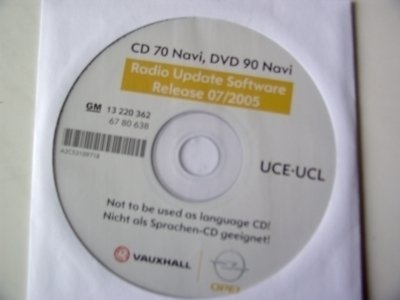 CD 70 Navi, DVD 90 Navi
Radio Update Software
Release 07/2005
GM 13 220 362
67 80 638
A2C53189718
UCE-UCL
Not to be used as language CD!
Nicht als Sprachen-CD geeignet!
VAUXHALL
OPEL